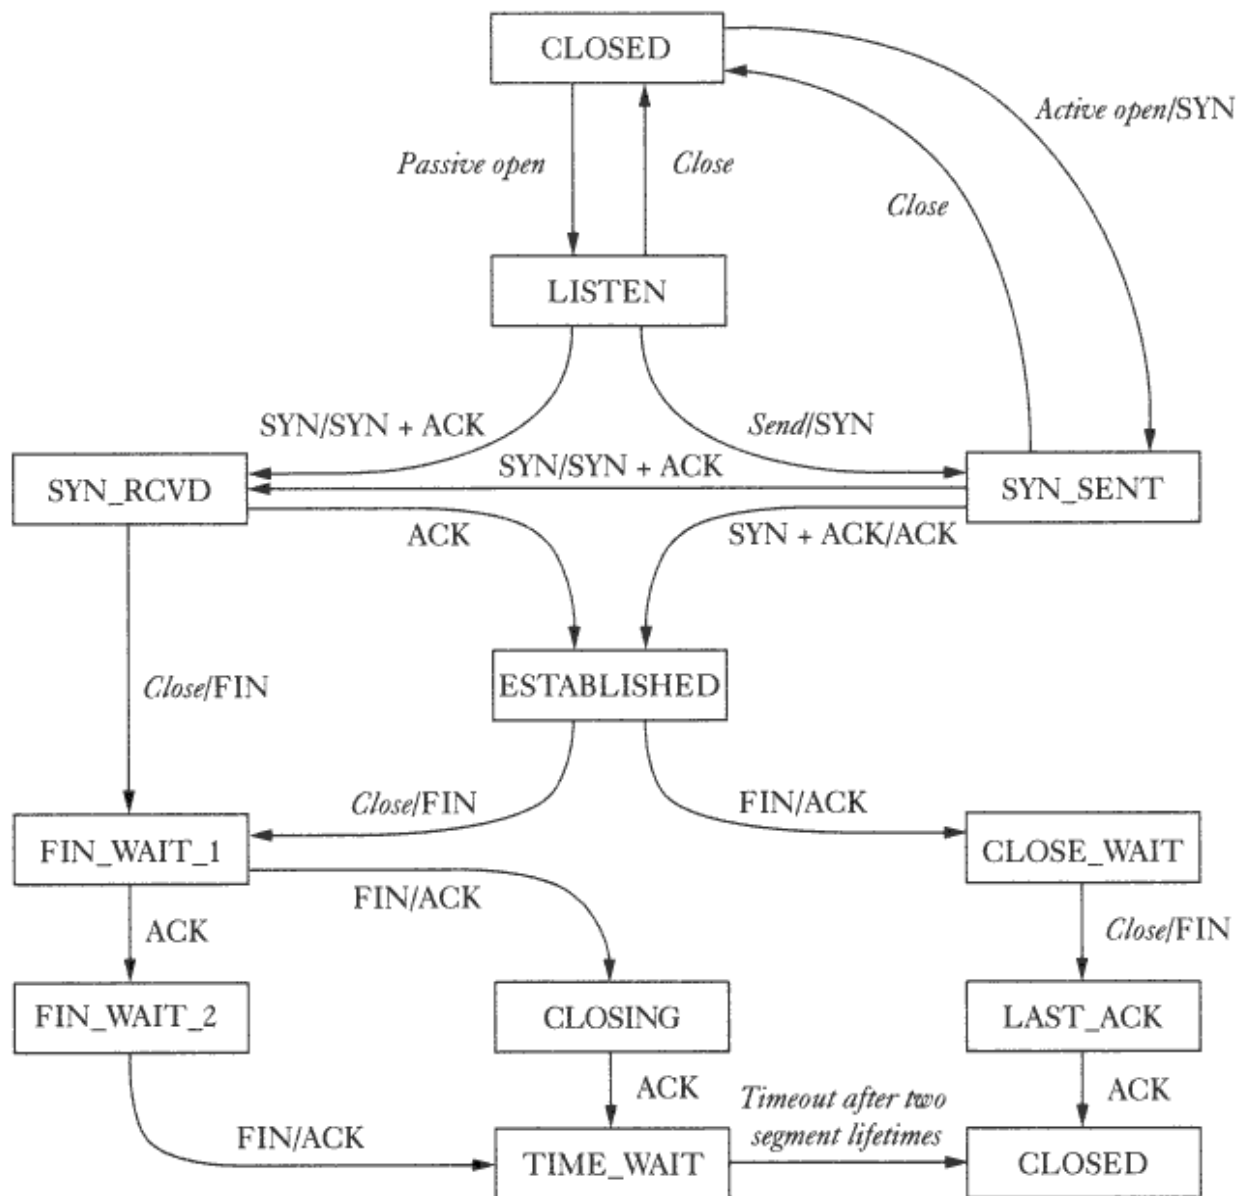 CLOSED
Active open/SYN
Passive open
Close
Close
LISTEN
SYN/SYN + ACK
Send/SYN
SYN/SYN + ACK
SYN_RCVD
SYN_SENT
ACK
SYN + ACK/ACK
ESTABLISHED
Close/FIN
Close/FIN
FIN/ACK
FIN_WAIT_1
CLOSE_WAIT
FIN/ACK
ACK
Close/FIN
FIN_WAIT_2
CLOSING
LAST_ACK
ACK
Timeout after two
segment lifetimes
ACK
FIN/ACK
TIME_WAIT
CLOSED